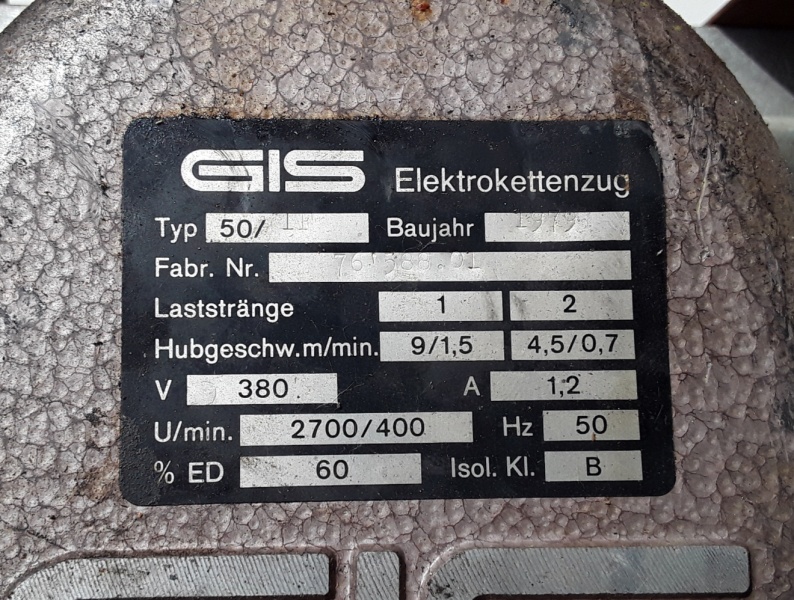 GIS Elektrokettenzug
Typ 50/ Baujahr
Fabr. Nr.
Laststränge 1 2
Hubgeschw.m/min. 9/1,5 4,5/0,7
V 380 A 1,2
U/min. 2700/400 Hz 50
% ED 60 Isol. Kl. B